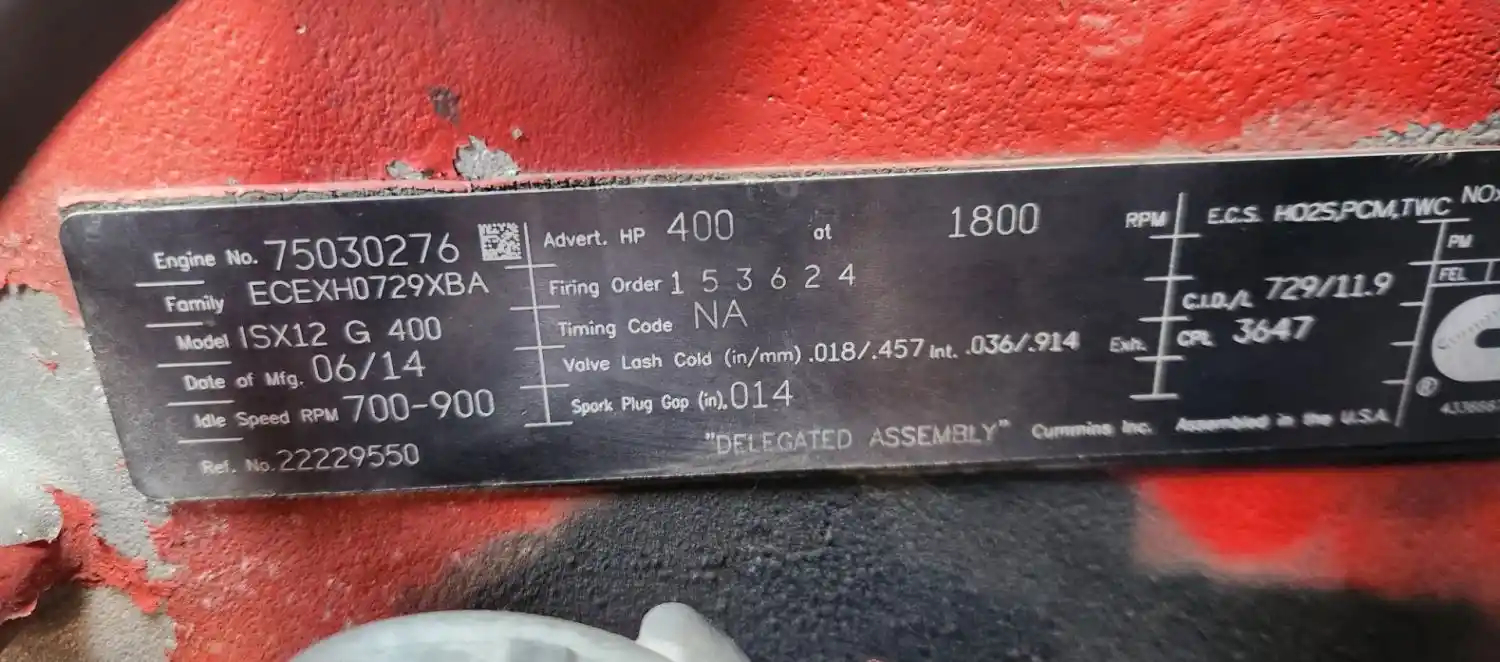 Engine No. 75030276
Family ECEXH0729XBA
Model ISX12 G 400
Date of Mfg. 06/14
Idle Speed RPM 700-900
Ref. No. 22229550
Advert. HP 400 at 1800 RPM
Firing Order 1 5 3 6 2 4
Timing Code NA
Valve Lash Cold (in/mm) .018/.457 Int. .036/.914 Exh.
Spark Plug Gap (in). 014
"DELEGATED ASSEMBLY" Cummins Inc. Assembled in the U.S.A
E.C.S. HO2S,PCM,TWC
C.I.D./L 729/11.9
CPL 3647
NOx
PM
FEL
®